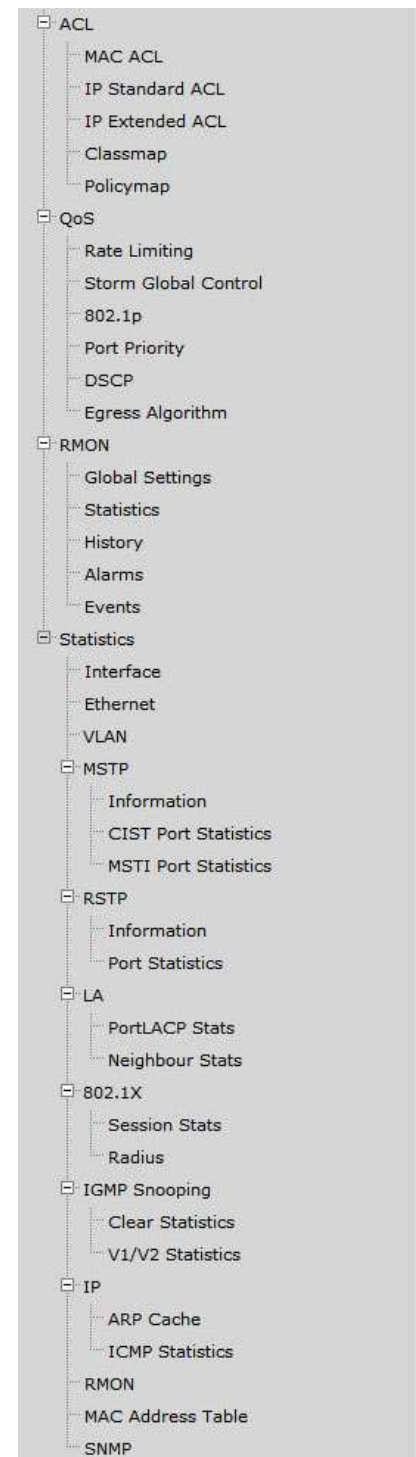 ACL
MAC ACL
IP Standard ACL
IP Extended ACL
Classmap
Policymap
QoS
Rate Limiting
Storm Global Control
802.1p
Port Priority
DSCP
Egress Algorithm
RMON
Global Settings
Statistics
History
Alarms
Events
Statistics
Interface
Ethernet
VLAN
MSTP
Information
CIST Port Statistics
MSTI Port Statistics
RSTP
Information
Port Statistics
LA
PortLACP Stats
Neighbour Stats
802.1X
Session Stats
Radius
IGMP Snooping
Clear Statistics
V1/V2 Statistics
IP
ARP Cache
ICMP Statistics
RMON
MAC Address Table
SNMP